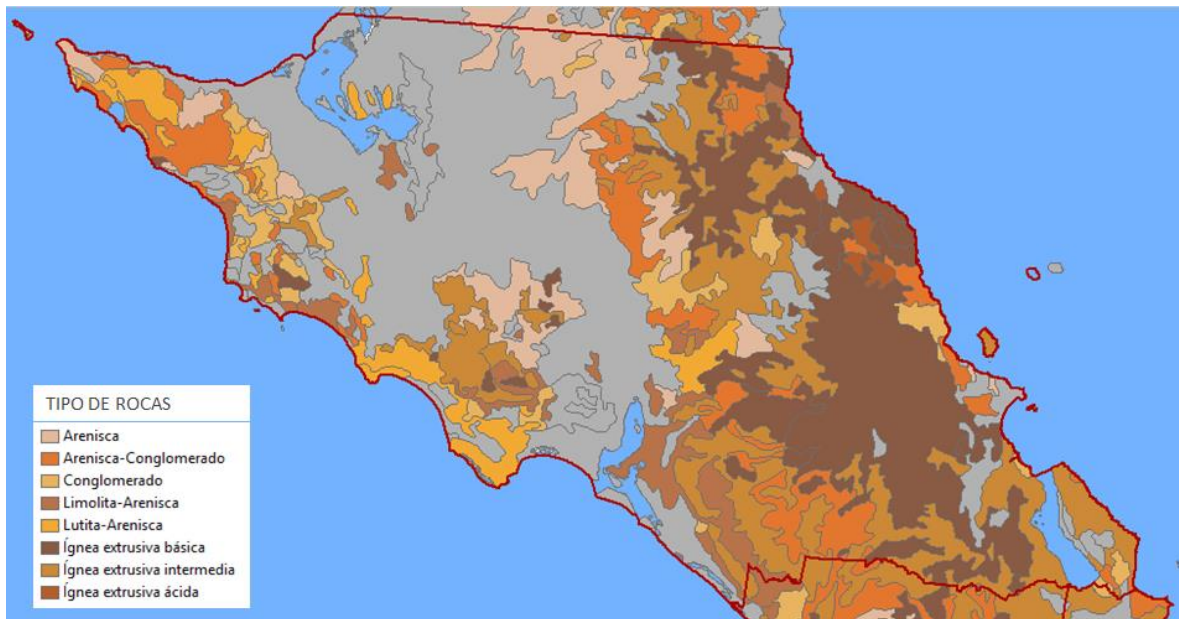 TIPO DE ROCAS
Arenisca
Arenisca-Conglomerado
Conglomerado
Limolita-Arenisca
Lutita-Arenisca
Ígnea extrusiva básica
Ígnea extrusiva intermedia
Ígnea extrusiva ácida